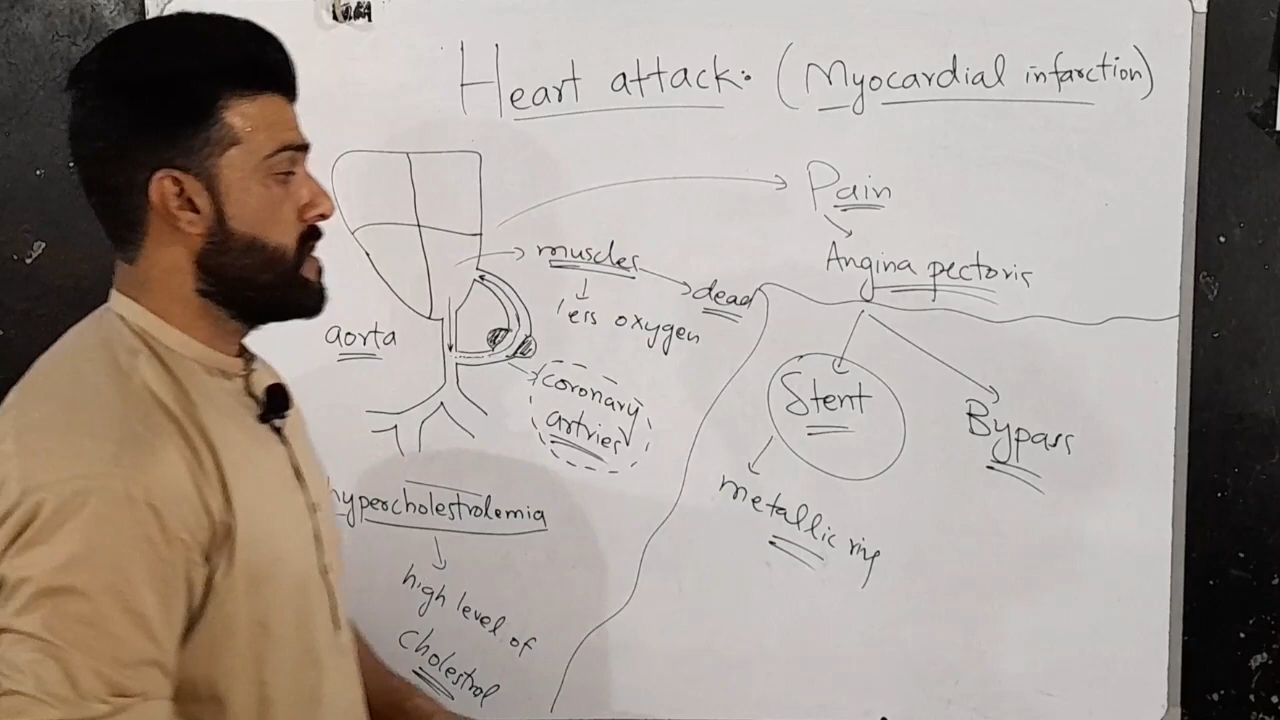 Heart attack: (Myocardial infarction)
Pain
Angina pectoris
muscles
less oxygen
dead
aorta
coronary
artries
Stent
Bypass
metallic ring
hypercholestrolemia
high level of
cholestrol